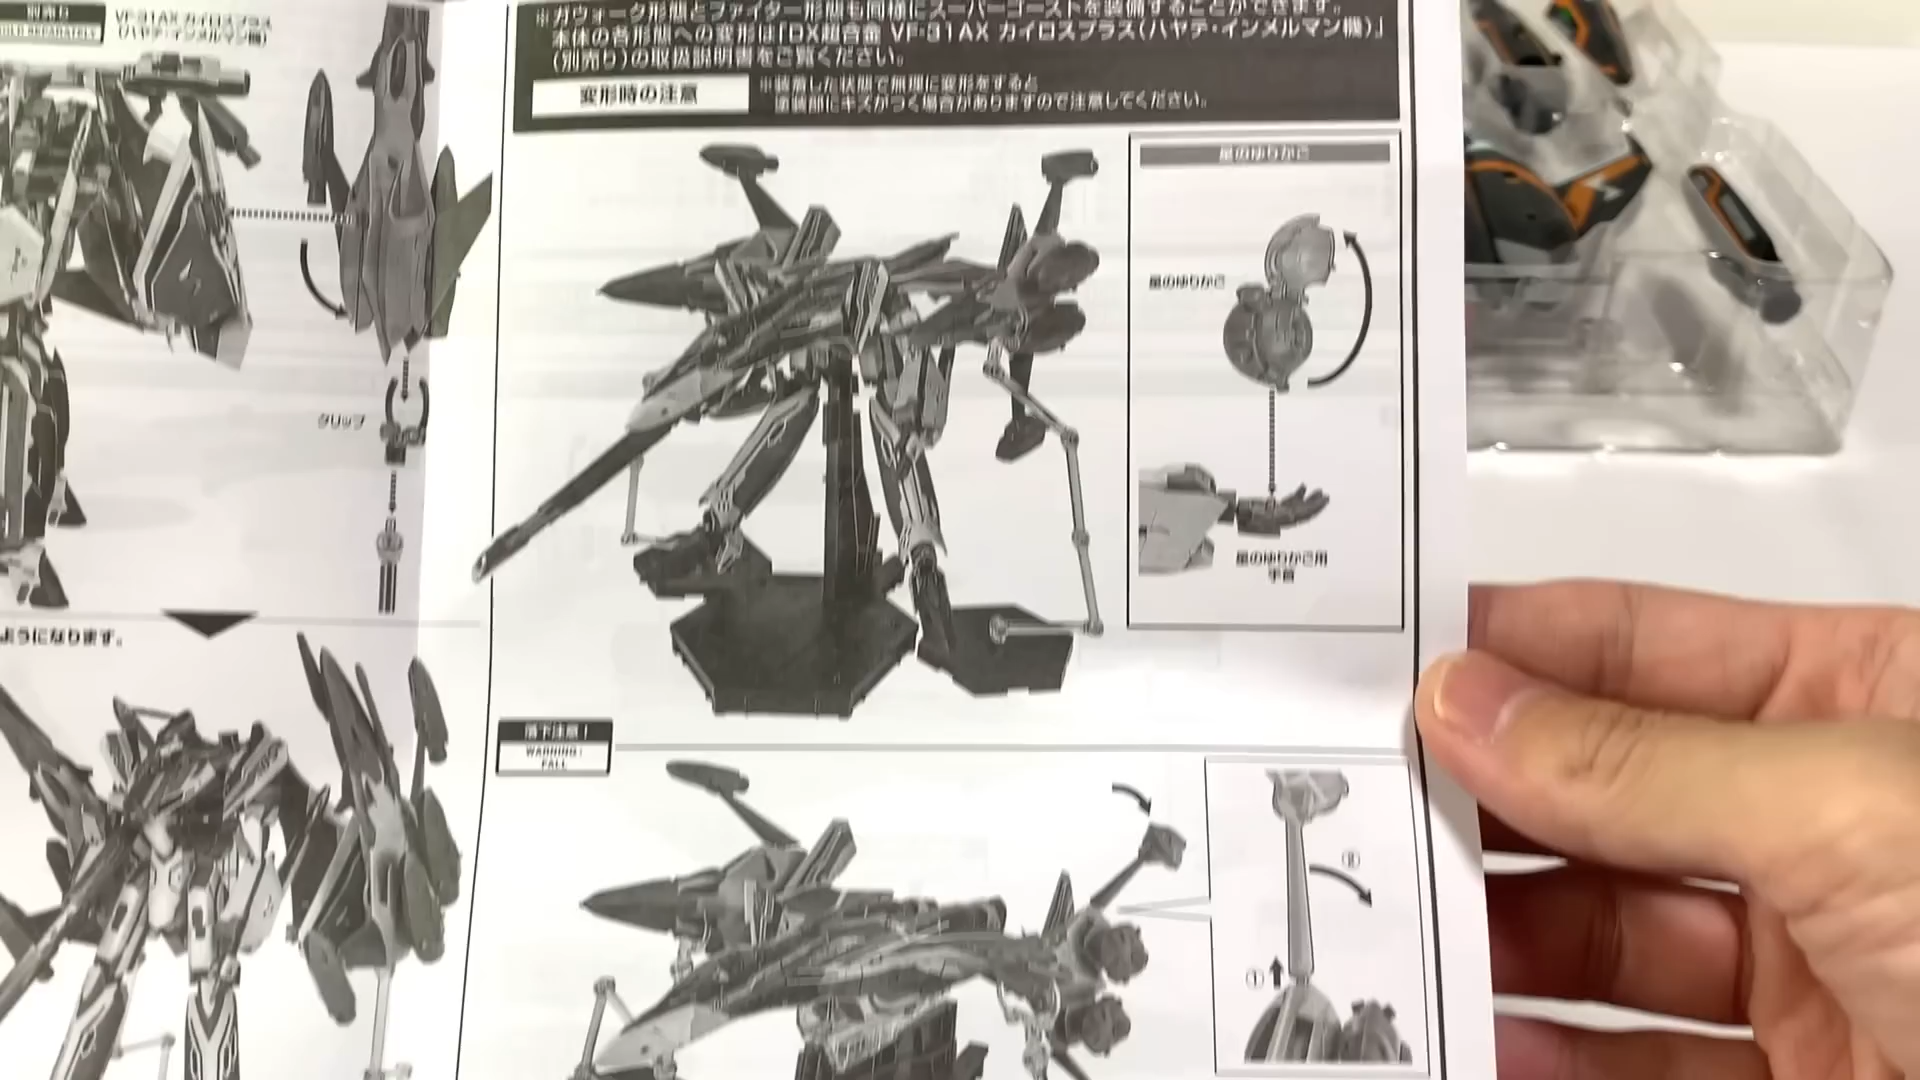 別売り
SOLD SEPARATELY
VF-31AX カイロスプラス
(ハヤテ・インメルマン機)
クリップ
ようになります。
※ガウォーク形態とファイター形態も同様にスーパーゴーストを装備することができます。
本体の各形態への変形は「DX超合金 VF-31AX カイロスプラス(ハヤテ・インメルマン機)」
(別売り)の取扱説明書をご覧ください。
変形時の注意
※装着した状態で無理に変形をすると
塗装部にキズがつく場合がありますので注意してください。
星のゆりかご
星のゆりかご
星のゆりかご用
手首
落下注意!
WARNING:
FALL
②
①